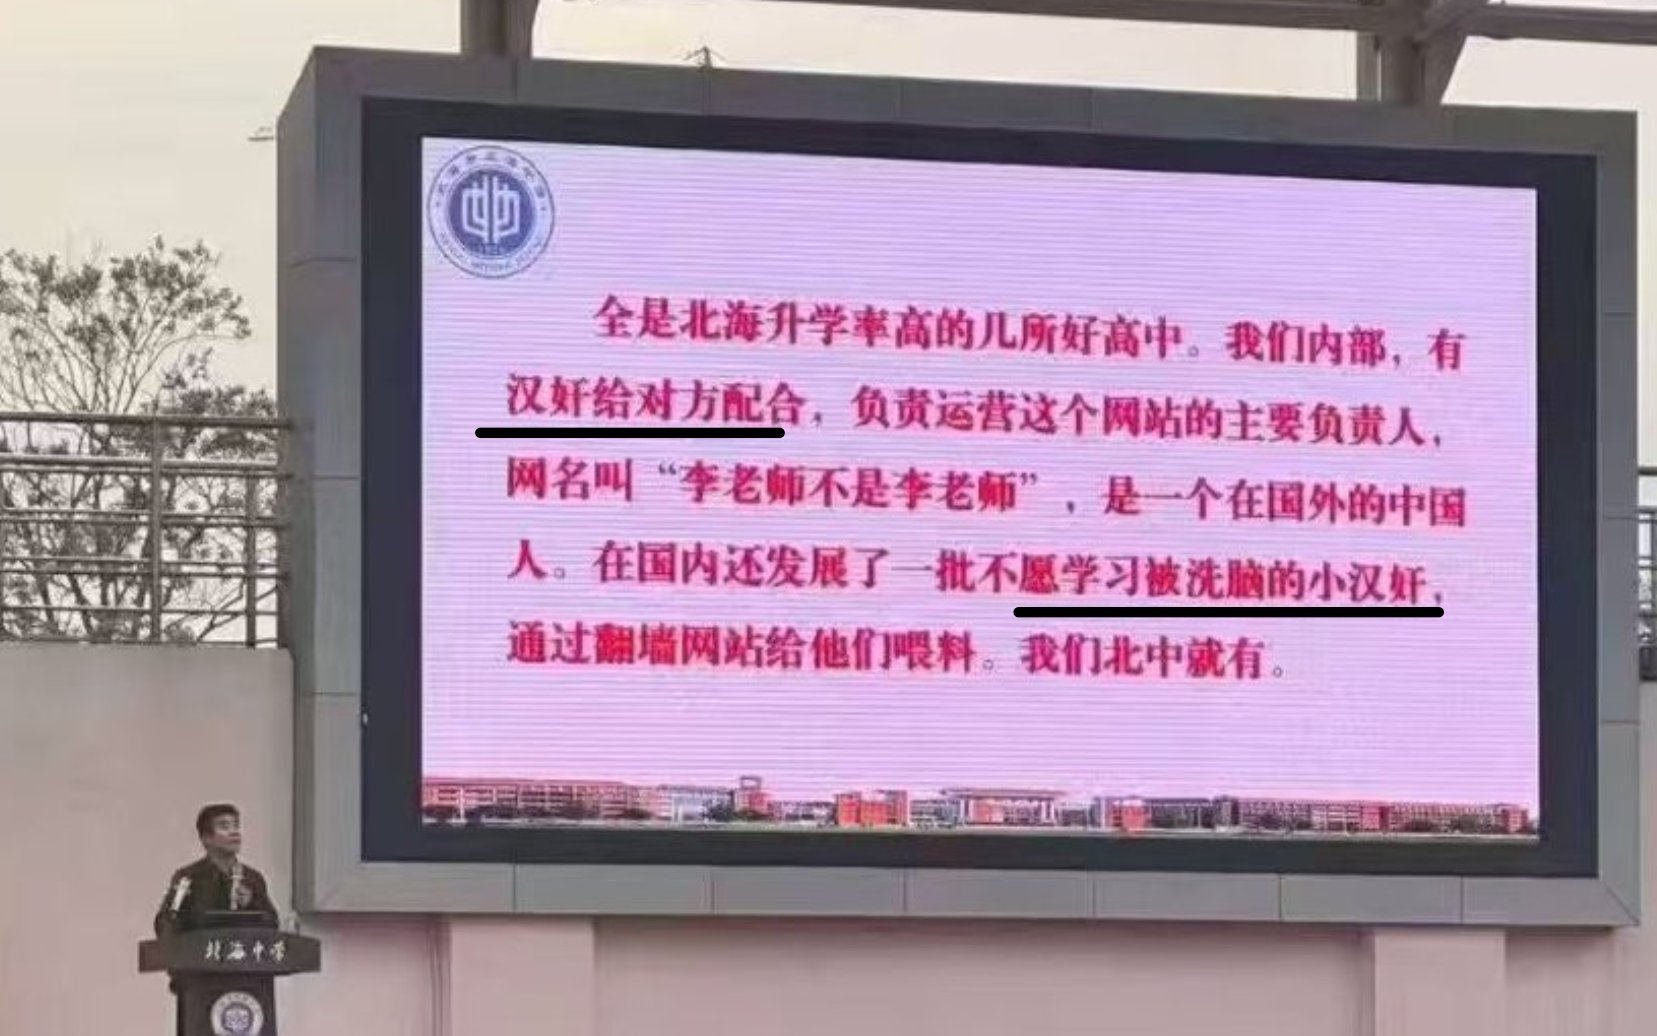 全是北海升学率高的几所好高中。我们内部，有
汉奸给对方配合，负责运营这个网站的主要负责人，
网名叫“李老师不是李老师”，是一个在国外的中国
人。在国内还发展了一批不愿学习被洗脑的小汉奸，
通过翻墙网站给他们喂料。我们北中就有。
北海中学